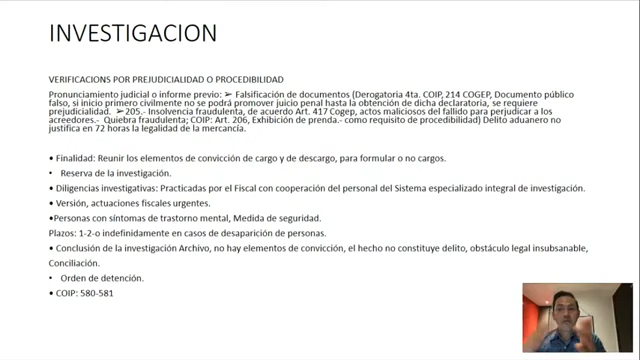 INVESTIGACION
VERIFICACIONS POR PREJUDICIALIDAD O PROCEDIBILIDAD
Pronunciamiento judicial o informe previo: ➢ Falsificación de documentos (Derogatoria 4ta. COIP, 214 COGEP, Documento público
falso, si inicio primero civilmente no se podrá promover juicio penal hasta la obtención de dicha declaratoria, se requiere
prejudicialidad. ➢205.- Insolvencia fraudulenta, de acuerdo Art. 417 Cogep, actos maliciosos del fallido para perjudicar a los
acreedores.- Quiebra fraudulenta; COIP: Art. 206, Exhibición de prenda.- como requisito de procedibilidad) Delito aduanero no
justifica en 72 horas la legalidad de la mercancía.
• Finalidad: Reunir los elementos de convicción de cargo y de descargo, para formular o no cargos.
• Reserva de la investigación.
• Diligencias investigativas: Practicadas por el Fiscal con cooperación del personal del Sistema especializado integral de investigación.
• Versión, actuaciones fiscales urgentes.
•Personas con síntomas de trastorno mental, Medida de seguridad.
Plazos: 1-2-o indefinidamente en casos de desaparición de personas.
• Conclusión de la investigación Archivo, no hay elementos de convicción, el hecho no constituye delito, obstáculo legal insubsanable,
Conciliación.
• Orden de detención.
• COIP: 580-581